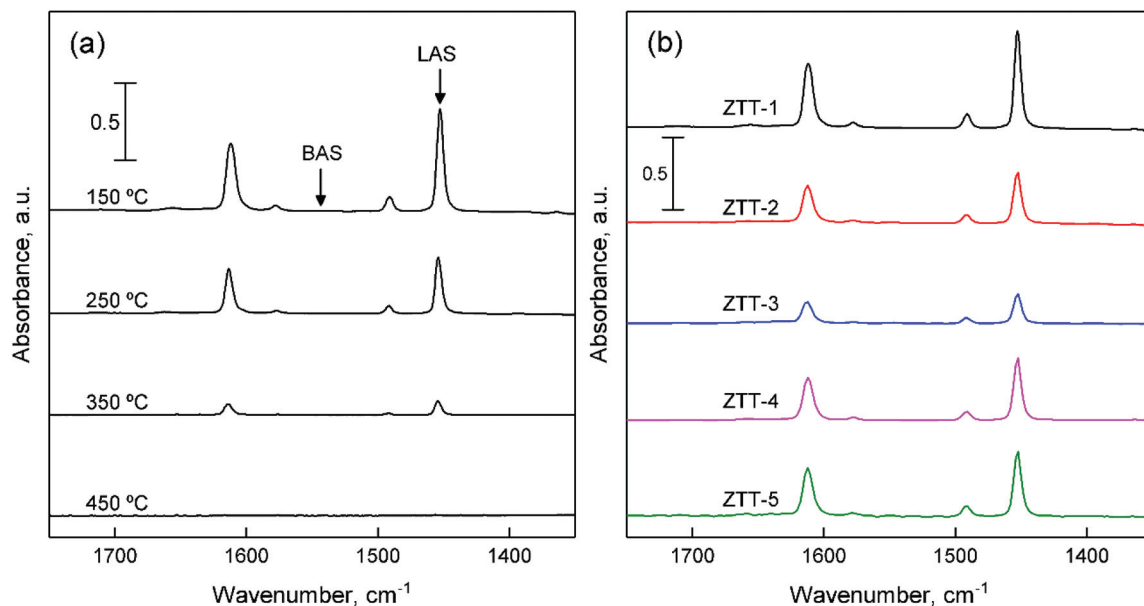 (a)
LAS
0.5
BAS
150 ºC
250 ºC
350 ºC
450 ºC
Absorbance, a.u.
1700
1600
1500
1400
Wavenumber, cm⁻¹
(b)
ZTT-1
0.5
ZTT-2
ZTT-3
ZTT-4
ZTT-5
Absorbance, a.u.
1700
1600
1500
1400
Wavenumber, cm⁻¹